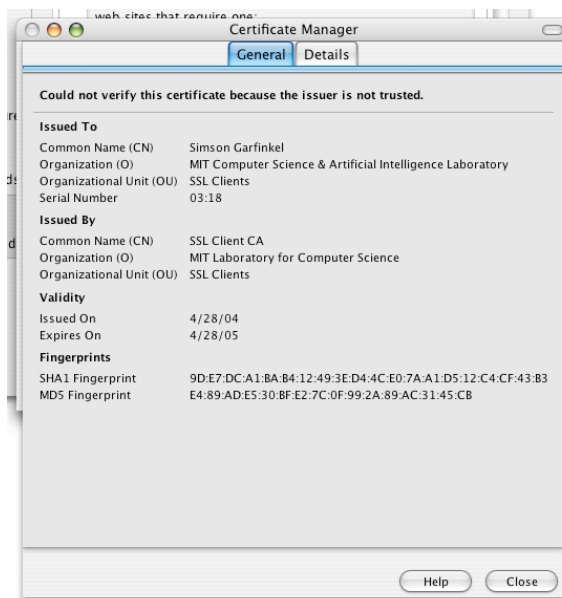 web sites that require one:
Certificate Manager
General Details
Could not verify this certificate because the issuer is not trusted.
Issued To
Common Name (CN) Simson Garfinkel
Organization (O) MIT Computer Science & Artificial Intelligence Laboratory
Organizational Unit (OU) SSL Clients
Serial Number 03:18
Issued By
Common Name (CN) SSL Client CA
Organization (O) MIT Laboratory for Computer Science
Organizational Unit (OU) SSL Clients
Validity
Issued On 4/28/04
Expires On 4/28/05
Fingerprints
SHA1 Fingerprint 9D:E7:DC:A1:BA:B4:12:49:3E:D4:4C:E0:7A:A1:D5:12:C4:CF:43:B3
MD5 Fingerprint E4:89:AD:E5:30:BF:E2:7C:0F:99:2A:89:AC:31:45:CB
Help Close